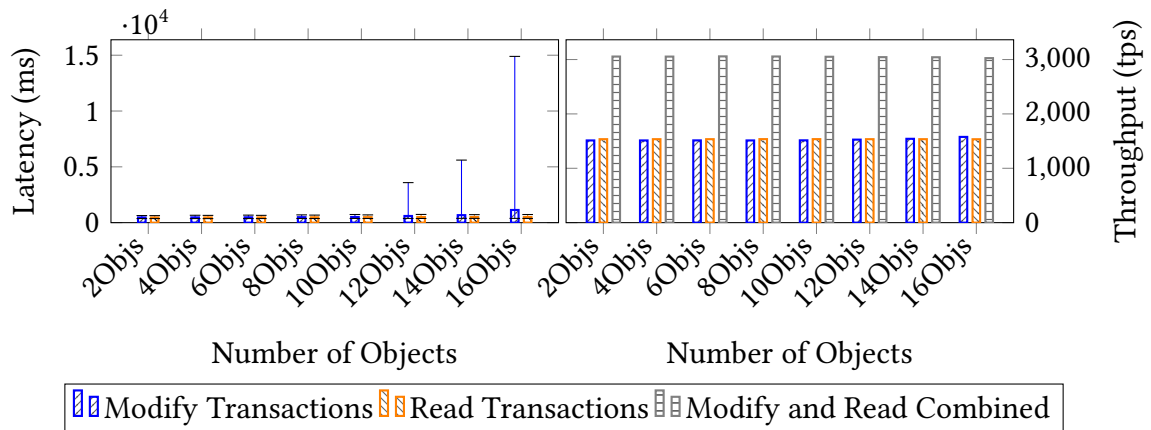 ·10⁴
Latency (ms)
1.5
1
0.5
0
2Objs
4Objs
6Objs
8Objs
10Objs
12Objs
14Objs
16Objs
Number of Objects
3,000
2,000
1,000
0
Throughput (tps)
2Objs
4Objs
6Objs
8Objs
10Objs
12Objs
14Objs
16Objs
Number of Objects
Modify Transactions Read Transactions Modify and Read Combined